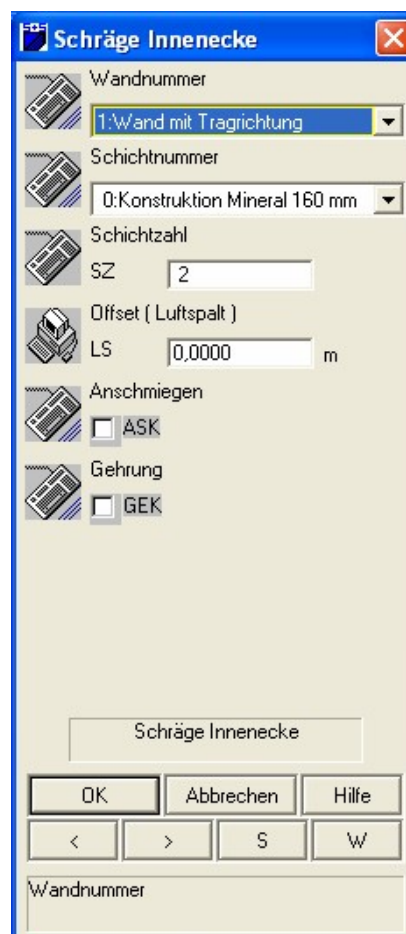 Schräge Innenecke
Wandnummer
1:Wand mit Tragrichtung
Schichtnummer
0:Konstruktion Mineral 160 mm
Schichtzahl
SZ 2
Offset ( Luftspalt )
LS 0,0000 m
Anschmiegen
ASK
Gehrung
GEK
Schräge Innenecke
OK Abbrechen Hilfe
< > S W
Wandnummer